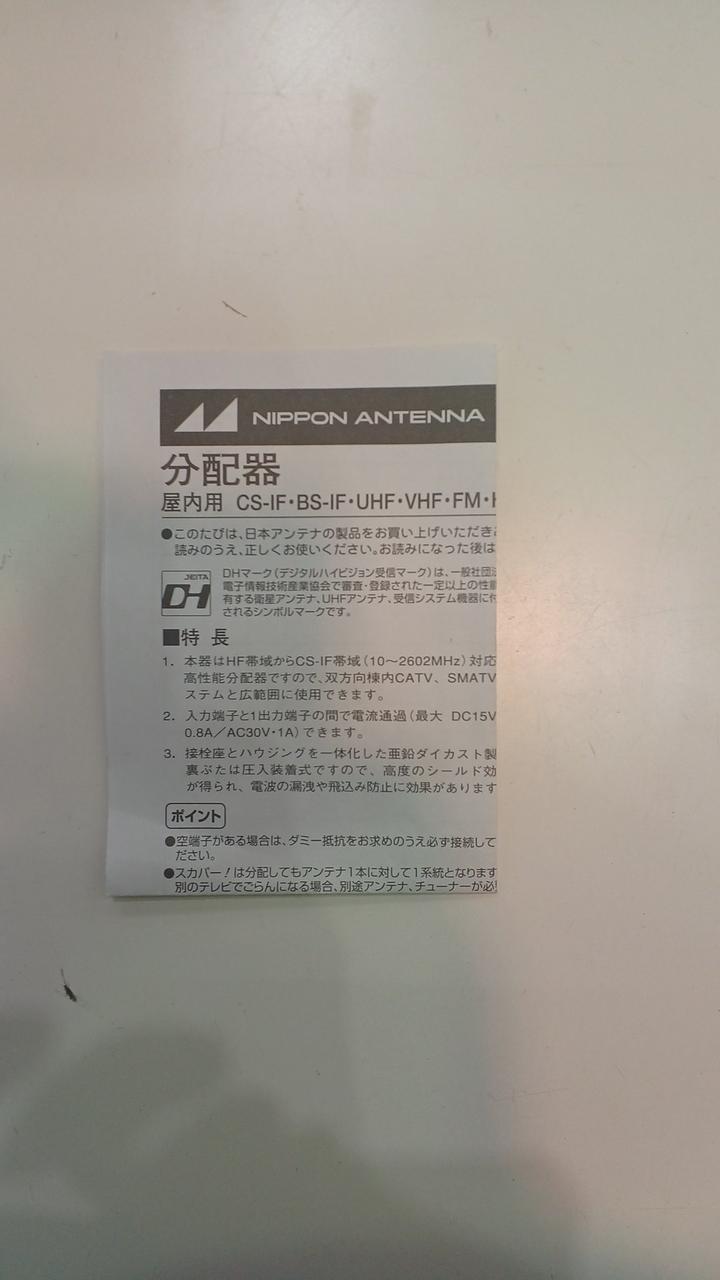 NIPPON ANTENNA
分配器
屋内用 CS-IF・BS-IF・UHF・VHF・FM・H
●このたびは、日本アンテナの製品をお買い上げいただき
読みのうえ、正しくお使いください。お読みになった後は
JEITA
DH
DHマーク(デジタルハイビジョン受信マーク)は、一般社団法
電子情報技術産業協会で審査・登録された一定以上の性能
有する衛星アンテナ、UHFアンテナ、受信システム機器に付
されるシンボルマークです。
■特 長
1. 本器はHF帯域からCS-IF帯域(10〜2602MHz)対応
高性能分配器ですので、双方向棟内CATV、SMATV
ステムと広範囲に使用できます。
2. 入力端子と1出力端子の間で電流通過(最大 DC15V
0.8A/AC30V・1A)できます。
3. 接栓座とハウジングを一体化した亜鉛ダイカスト製
裏ぶたは圧入装着式ですので、高度のシールド効
が得られ、電波の漏洩や飛込み防止に効果があります
ポイント
●空端子がある場合は、ダミー抵抗をお求めのうえ必ず接続して
ださい。
●スカパー!は分配してもアンテナ1本に対して1系統となります
別のテレビでごらんになる場合、別途アンテナ、チューナーが必